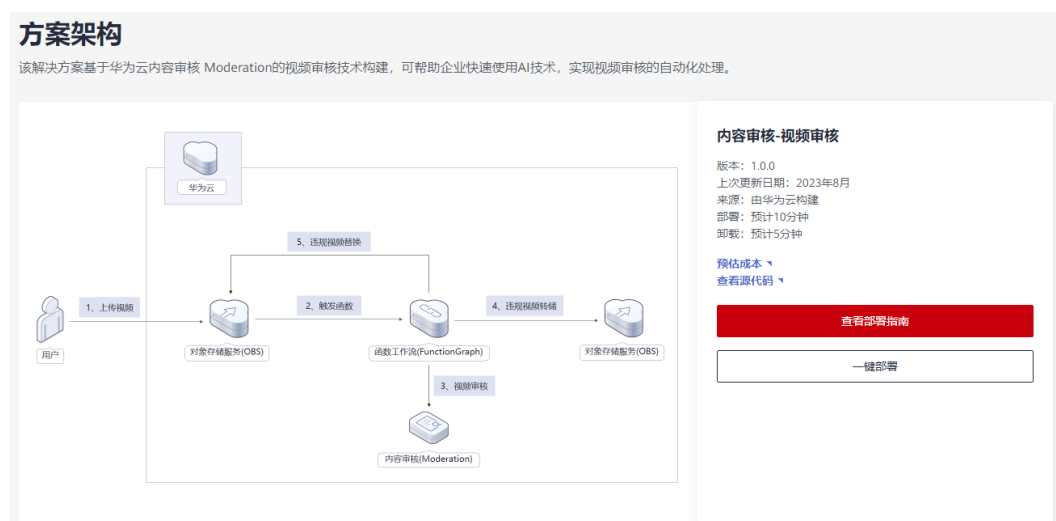 方案架构
该解决方案基于华为云内容审核 Moderation的视频审核技术构建，可帮助企业快速使用AI技术，实现视频审核的自动化处理。
华为云
5、违规视频替换
1、上传视频
2、触发函数
4、违规视频转储
用户
对象存储服务(OBS)
函数工作流(FunctionGraph)
对象存储服务(OBS)
3、视频审核
内容审核(Moderation)
内容审核-视频审核
版本：1.0.0
上次更新日期：2023年8月
来源：由华为云构建
部署：预计10分钟
卸载：预计5分钟
预估成本
查看源代码
查看部署指南
一键部署